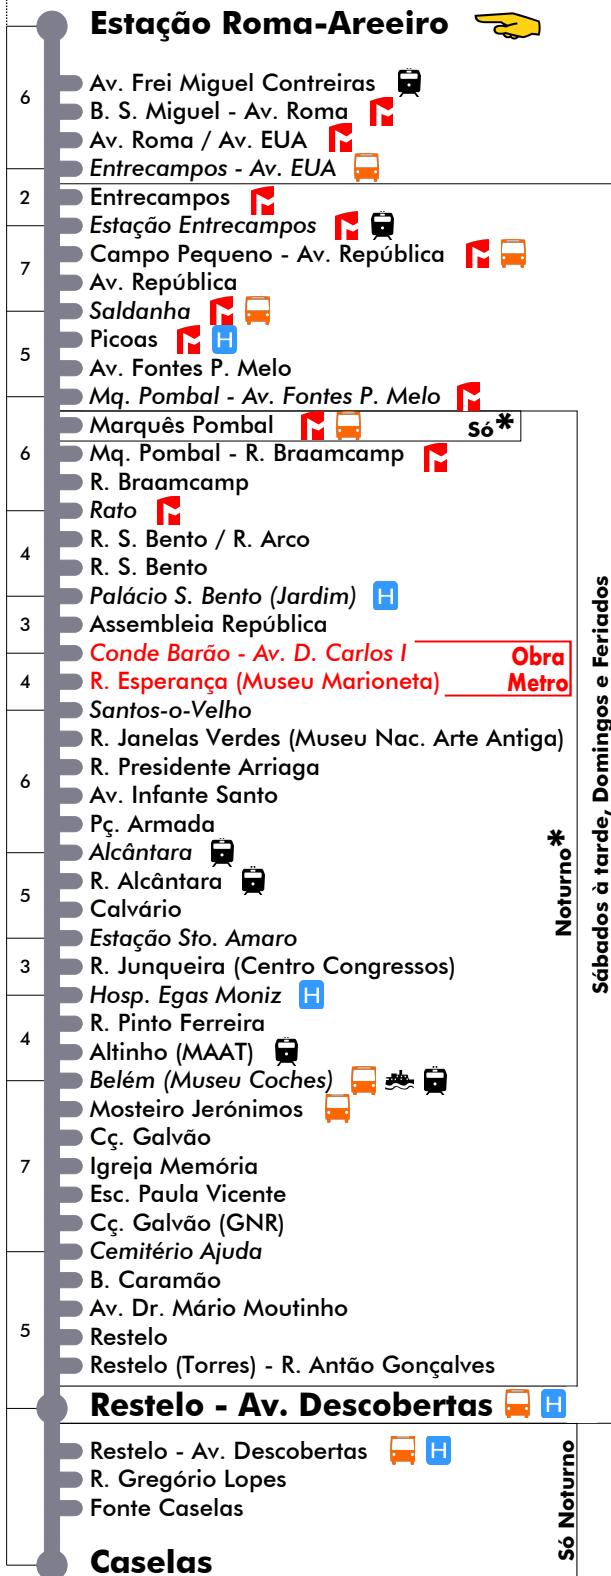 Estação Roma-Areeiro
6
Av. Frei Miguel Contreiras
B. S. Miguel - Av. Roma
Av. Roma / Av. EUA
Entrecampos - Av. EUA
2
Entrecampos
Estação Entrecampos
7
Campo Pequeno - Av. República
Av. República
Saldanha
5
Picoas H
Av. Fontes P. Melo
Mq. Pombal - Av. Fontes P. Melo
6
Marquês Pombal Só*
Mq. Pombal - R. Braamcamp
R. Braamcamp
Rato
4
R. S. Bento / R. Arco
R. S. Bento
Palácio S. Bento (Jardim) H
3
Assembleia República
Conde Barão - Av. D. Carlos I Obra
4
R. Esperança (Museu Marioneta) Metro
Santos-o-Velho
6
R. Janelas Verdes (Museu Nac. Arte Antiga)
R. Presidente Arriaga
Av. Infante Santo
Pç. Armada
Alcântara
5
R. Alcântara
Calvário
Estação Sto. Amaro
3
R. Junqueira (Centro Congressos)
Hosp. Egas Moniz H
4
R. Pinto Ferreira
Altinho (MAAT)
Belém (Museu Coches)
7
Mosteiro Jerónimos
Cç. Galvão
Igreja Memória
Esc. Paula Vicente
Cç. Galvão (GNR)
Cemitério Ajuda
5
B. Caramão
Av. Dr. Mário Moutinho
Restelo
Restelo (Torres) - R. Antão Gonçalves
Restelo - Av. Descobertas H
Restelo - Av. Descobertas H
R. Gregório Lopes
Fonte Caselas
Caselas
Noturno*
Sábados à tarde, Domingos e Feriados
Só Noturno